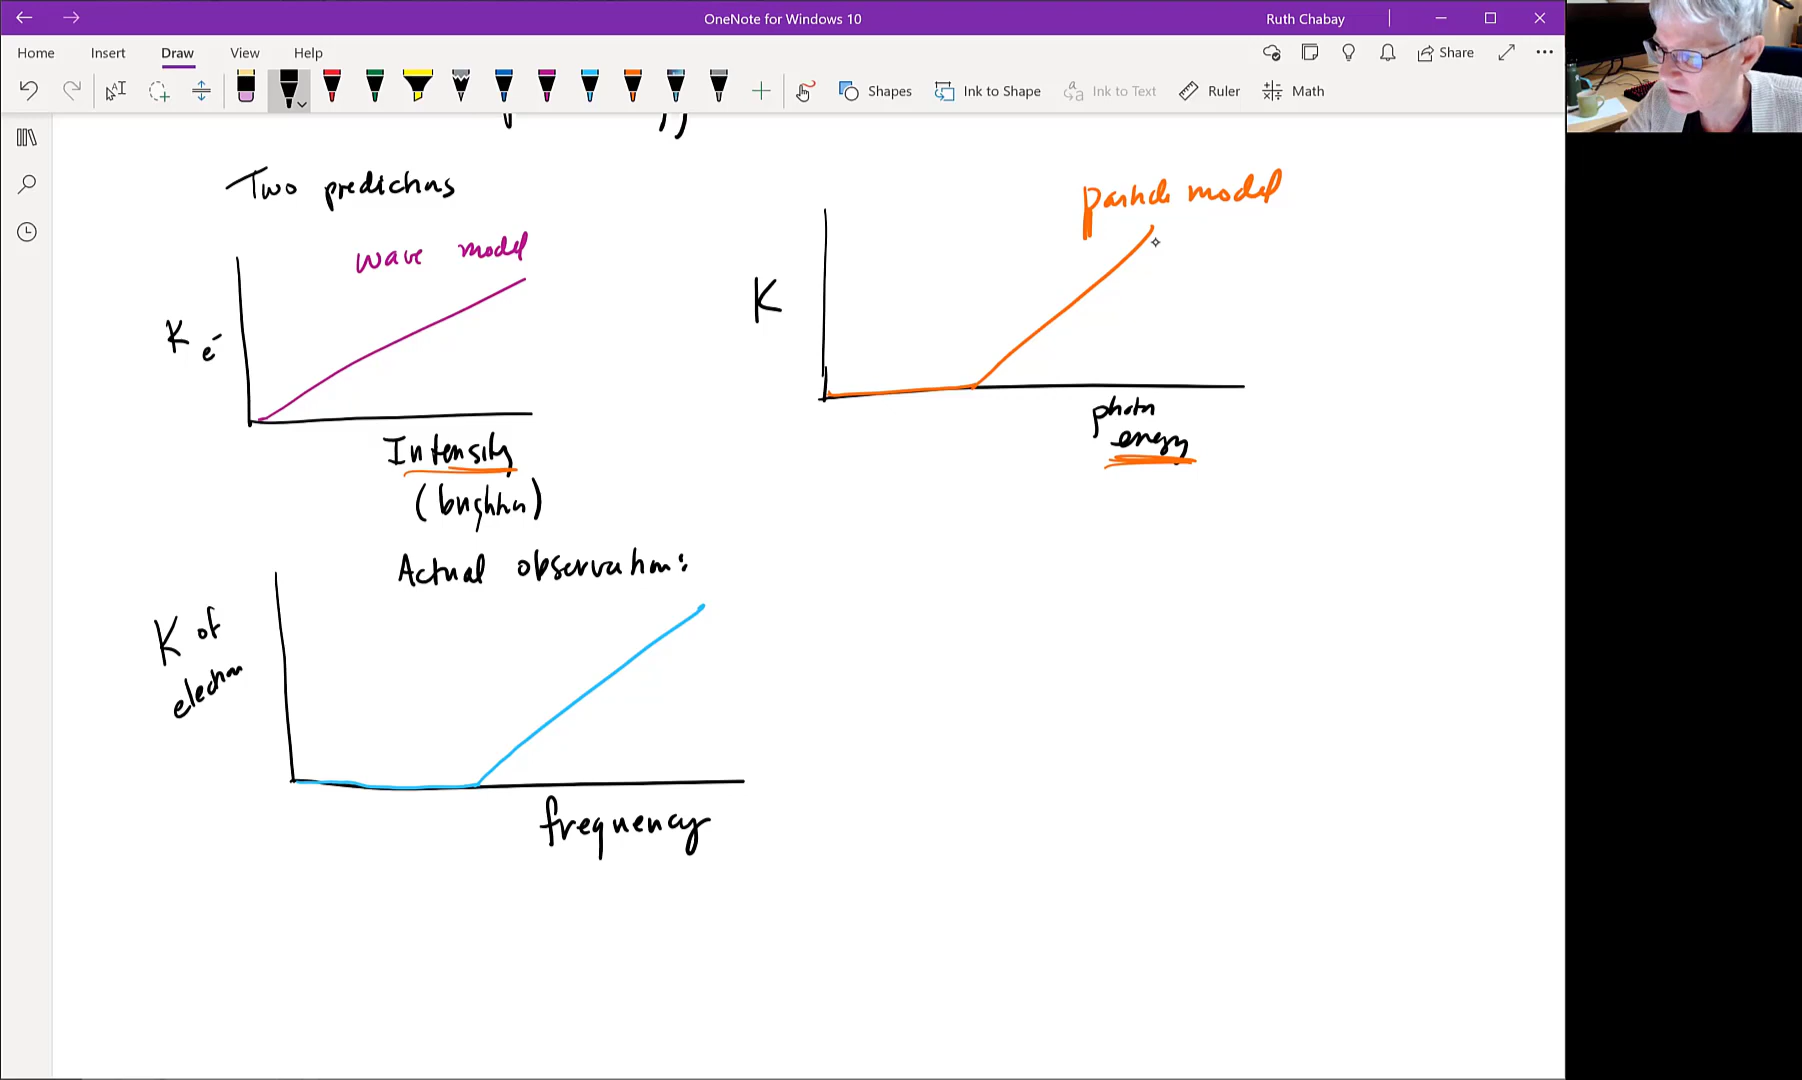 OneNote for Windows 10
Ruth Chabay
Home Insert Draw View Help
Share
Shapes Ink to Shape Ink to Text Ruler Math
Two predictions
wave model
K e-
Intensity
(brighter)
particle model
K
photon
energy
Actual observation:
K of
electron
frequency